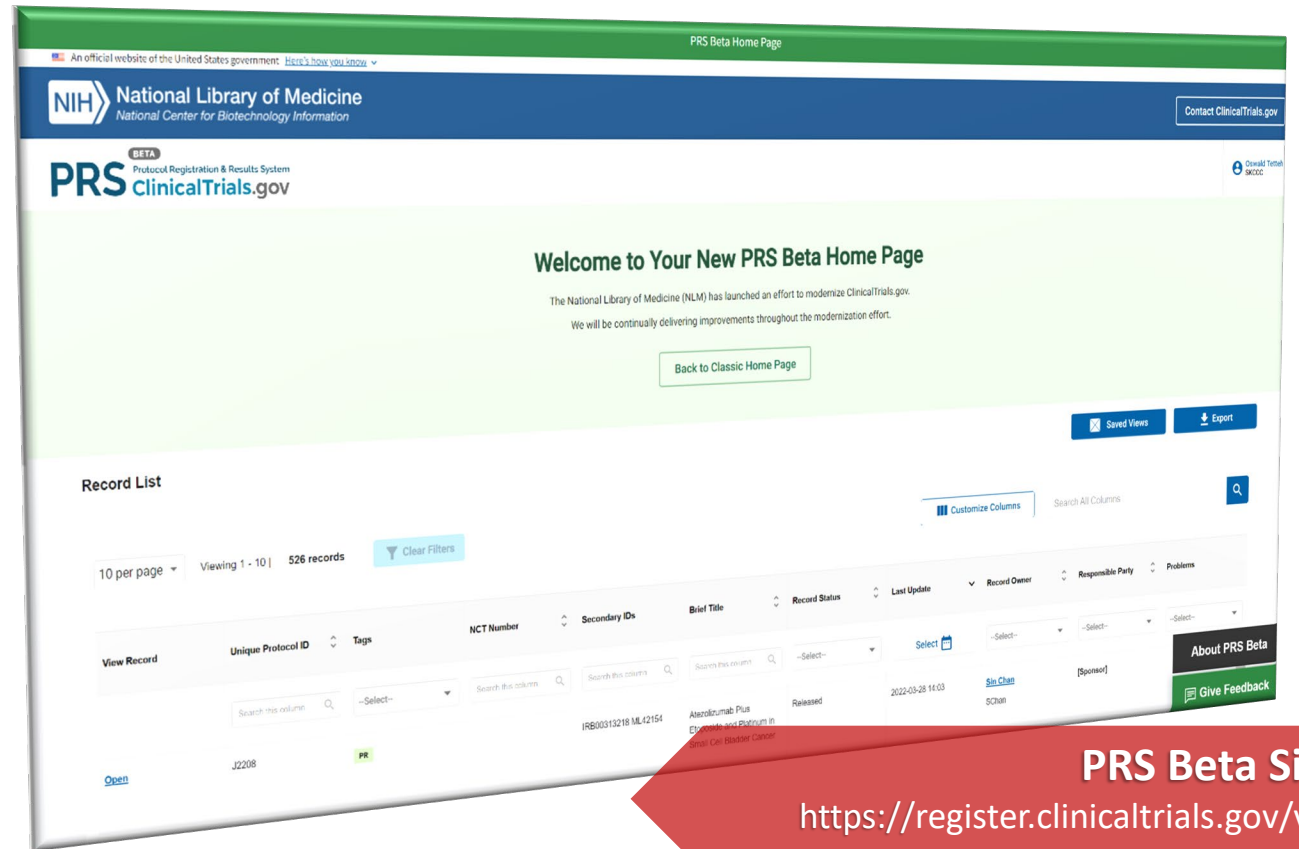 PRS Beta Home Page
An official website of the United States government Here's how you know
NIH National Library of Medicine
National Center for Biotechnology Information
Contact ClinicalTrials.gov
BETA
PRS Protocol Registration & Results System
ClinicalTrials.gov
Oswald Tetteh
SKCCC
Welcome to Your New PRS Beta Home Page
The National Library of Medicine (NLM) has launched an effort to modernize ClinicalTrials.gov.
We will be continually delivering improvements throughout the modernization effort.
Back to Classic Home Page
Saved Views Export
Record List
Customize Columns Search All Columns
10 per page Viewing 1 - 10 | 526 records Clear Filters
View Record Unique Protocol ID Tags NCT Number Secondary IDs Brief Title Record Status Last Update Record Owner Responsible Party Problems
Search this column --Select-- Search this column Search this column Search this column --Select-- Select --Select-- --Select-- --Select--
About PRS Beta
Give Feedback
Open J2208 PR IRB00313218 ML42154 Atezolizumab Plus Released 2022-03-28 14:03 Sin Chan [Sponsor]
Etoposide and Platinum in SChan
Small Cell Bladder Cancer
PRS Beta Si
https://register.clinicaltrials.gov/